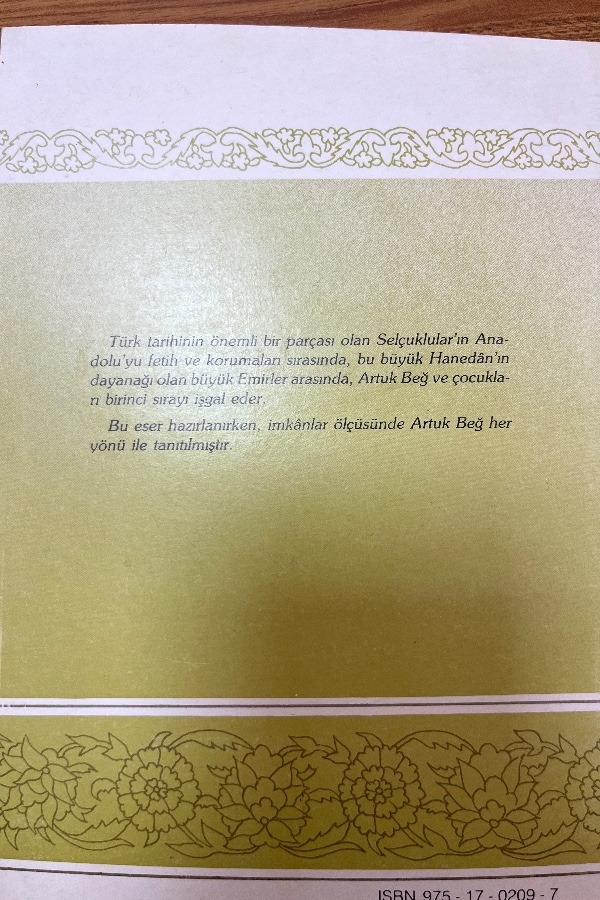 Türk tarihinin önemli bir parçası olan Selçuklular'ın Ana-
dolu'yu fetih ve korumaları sırasında, bu büyük Hanedân'ın
dayanağı olan büyük Emirler arasında, Artuk Beğ ve çocukla-
rı birinci sırayı işgal eder.
Bu eser hazırlanırken, imkânlar ölçüsünde Artuk Beğ her
yönü ile tanıtılmıştır.
ISBN 975 - 17 - 0209 - 7